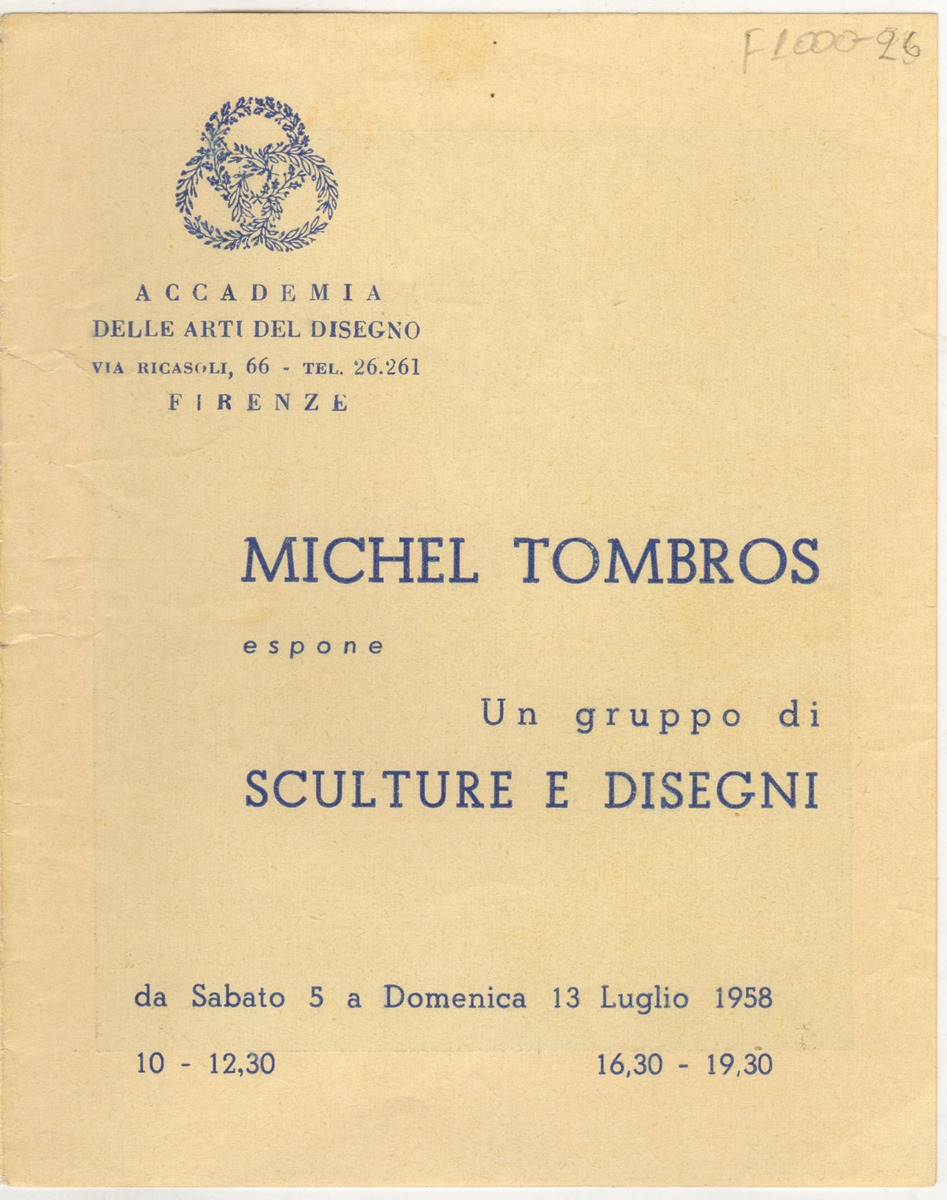 F1000-26
ACCADEMIA
DELLE ARTI DEL DISEGNO
VIA RICASOLI, 66 - TEL. 26.261
FIRENZE
MICHEL TOMBROS
espone
Un gruppo di
SCULTURE E DISEGNI
da Sabato 5 a Domenica 13 Luglio 1958
10 - 12,30 16,30 - 19,30